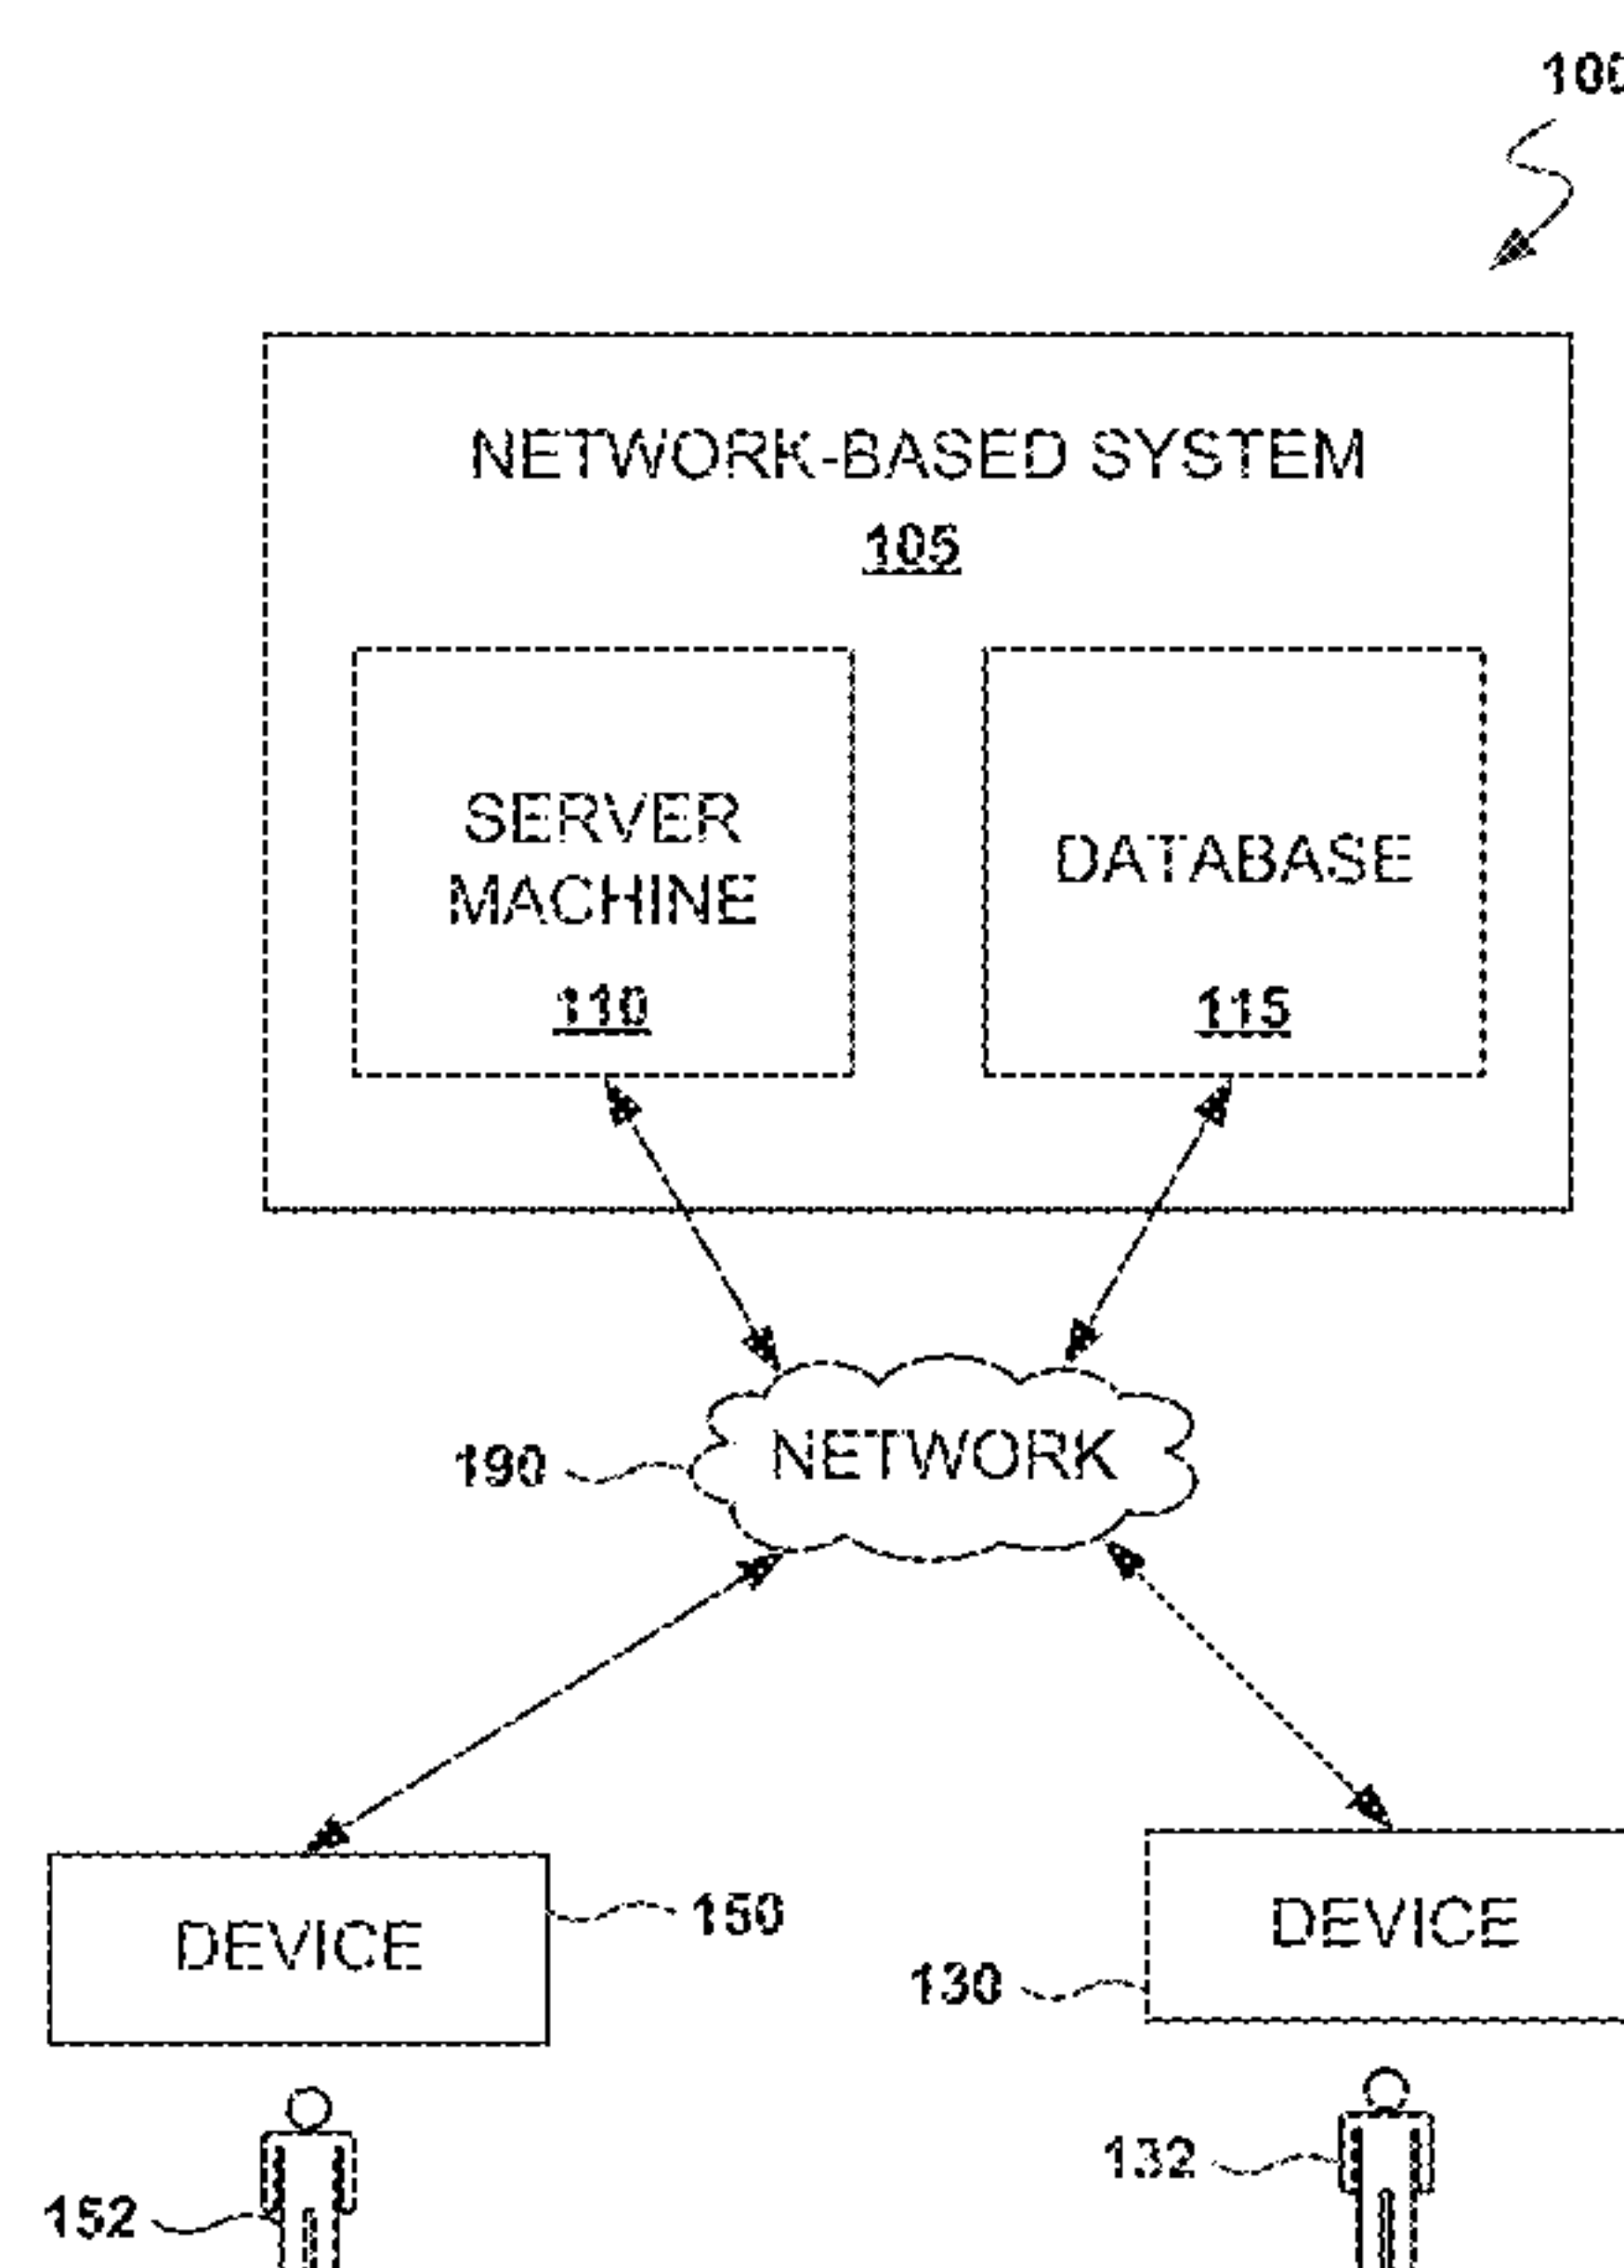 100
NETWORK-BASED SYSTEM
105
SERVER
MACHINE
110
DATABASE
115
190
NETWORK
DEVICE
150
DEVICE
130
132
152